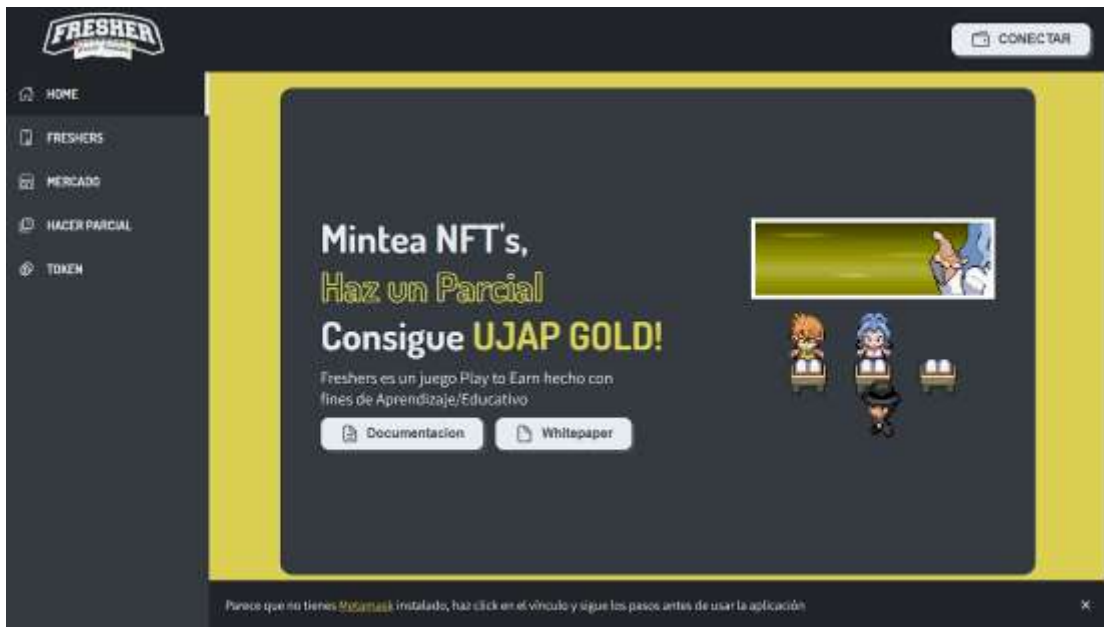 FRESHER
CONECTAR
HOME
FRESHERS
MERCADO
HACER PARCIAL
TOKEN
Mintea NFT's,
Haz un Parcial
Consigue UJAP GOLD!
Freshers es un juego Play to Earn hecho con
fines de Aprendizaje/Educativo
Documentacion
Whitepaper
Parece que no tienes Metamask instalado, haz click en el vínculo y sigue los pasos antes de usar la aplicación